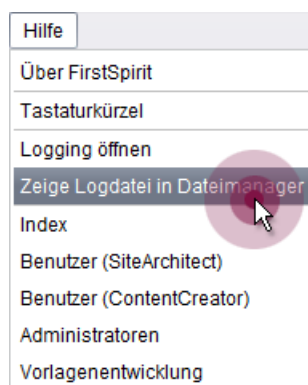 Hilfe
Über FirstSpirit
Tastaturkürzel
Logging öffnen
Zeige Logdatei in Dateimanager
Index
Benutzer (SiteArchitect)
Benutzer (ContentCreator)
Administratoren
Vorlagenentwicklung